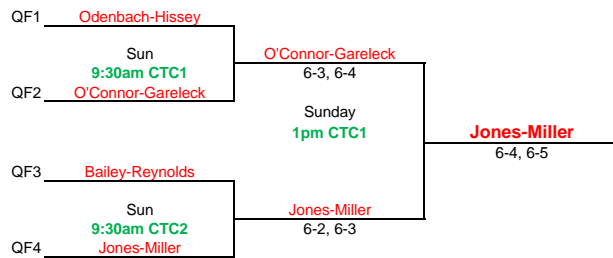 QF1 Odenbach-Hissey
Sun
9:30am CTC1
QF2 O'Connor-Gareleck
O'Connor-Gareleck
6-3, 6-4
Sunday
1pm CTC1
Jones-Miller
6-4, 6-5
QF3 Bailey-Reynolds
Sun
9:30am CTC2
QF4 Jones-Miller
Jones-Miller
6-2, 6-3